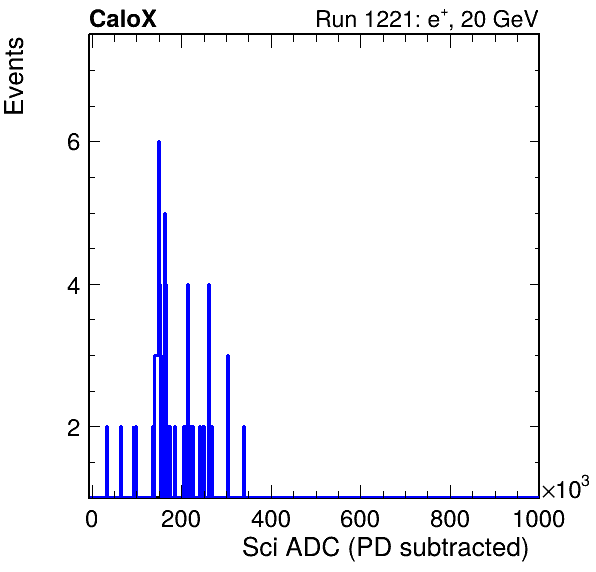 CaloX Run 1221: e⁺, 20 GeV
Events
6
4
2
×10³
0 200 400 600 800 1000
Sci ADC (PD subtracted)